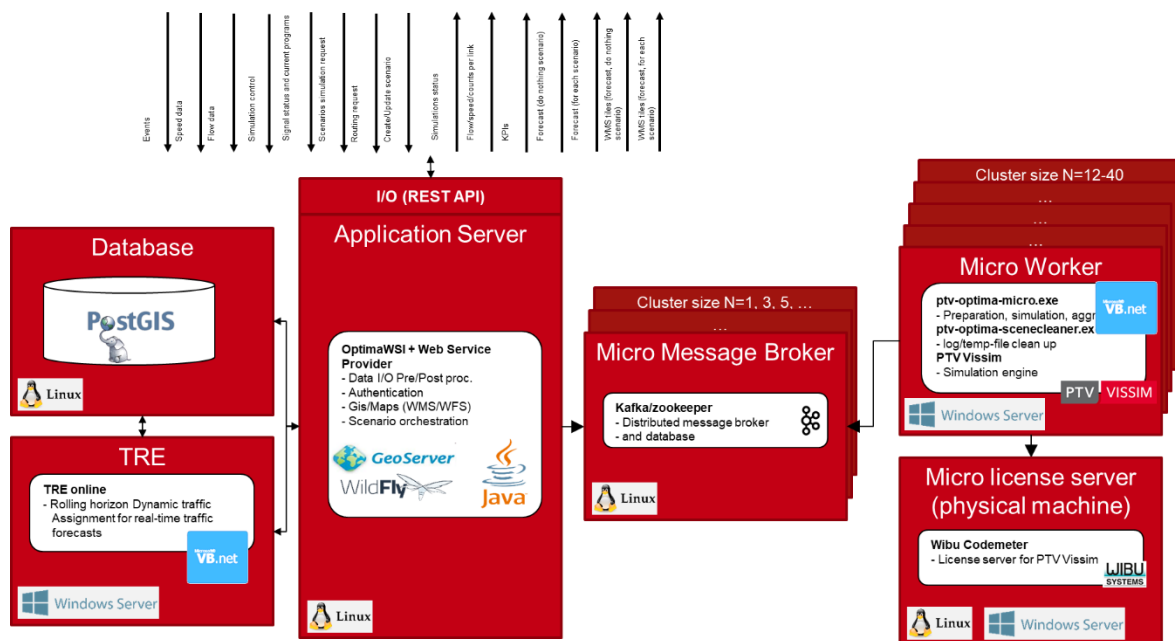 Events
Speed data
Flow data
Simulation control
Signal status and current programs
Scenarios simulation request
Routing request
Create/Update scenario
Simulations status
Flow/speed/counts per link
KPIs
Forecast (do nothing scenario)
Forecast (for each scenario)
WMS tiles (forecast, do nothing
scenario)
WMS tiles (forecast, for each
scenario)
I/O (REST API)
Application Server
OptimaWSI + Web Service
Provider
- Data I/O Pre/Post proc.
- Authentication
- Gis/Maps (WMS/WFS)
- Scenario orchestration
GeoServer
WildFly
Java
Linux
Database
PostGIS
Linux
TRE
TRE online
- Rolling horizon Dynamic traffic
Assignment for real-time traffic
forecasts
VB.net
Windows Server
Cluster size N=1, 3, 5, …
…
Micro Message Broker
Kafka/zookeeper
- Distributed message broker
- and database
Linux
Cluster size N=12-40
…
…
…
Micro Worker
ptv-optima-micro.exe
- Preparation, simulation, aggr
ptv-optima-scenecleaner.ex
- log/temp-file clean up
PTV Vissim
- Simulation engine
VB.net
PTV VISSIM
Windows Server
Micro license server
(physical machine)
Wibu Codemeter
- License server for PTV Vissim
WIBU
SYSTEMS
Linux
Windows Server